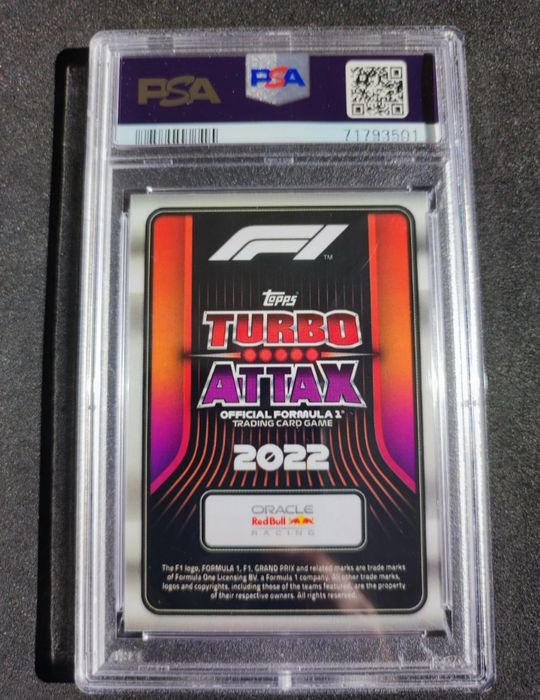 PSA PSA
71793501
F1 TM
Topps
TURBO
ATTAX
OFFICIAL FORMULA 1®
TRADING CARD GAME
2022
ORACLE
Red Bull
RACING
The F1 logo, FORMULA 1, F1, GRAND PRIX and related marks are trade marks
of Formula One Licensing BV, a Formula 1 company. All other trade marks,
logos and copyrights, including those of the teams featured, are the property
of their respective owners. All rights reserved.